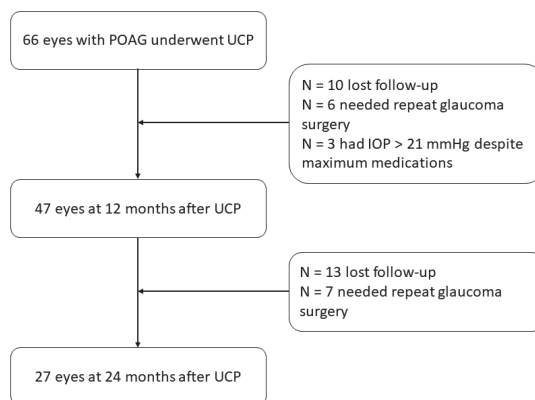 66 eyes with POAG underwent UCP
N = 10 lost follow-up
N = 6 needed repeat glaucoma
surgery
N = 3 had IOP > 21 mmHg despite
maximum medications
47 eyes at 12 months after UCP
N = 13 lost follow-up
N = 7 needed repeat glaucoma
surgery
27 eyes at 24 months after UCP